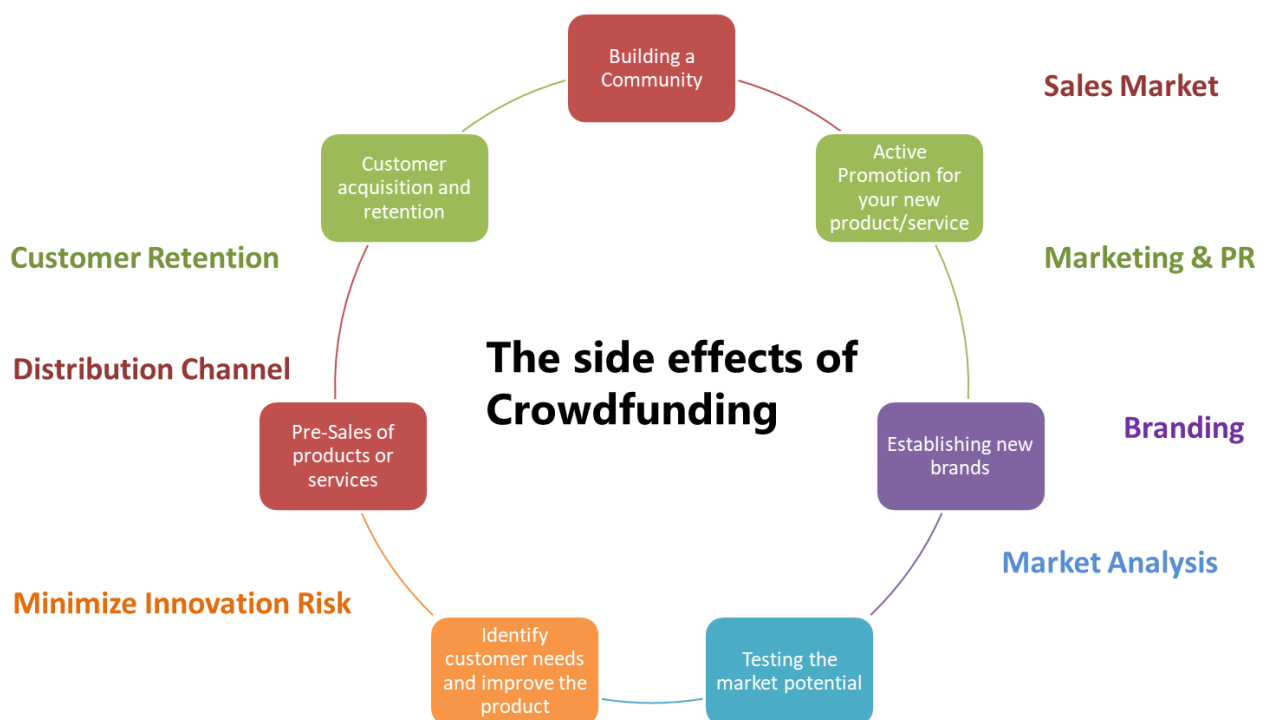 Building a
Community
Sales Market
Active
Promotion for
your new
product/service
Customer
acquisition and
retention
Customer Retention
Marketing & PR
The side effects of
Crowdfunding
Distribution Channel
Pre-Sales of
products or
services
Establishing new
brands
Branding
Market Analysis
Minimize Innovation Risk
Identify
customer needs
and improve the
product
Testing the
market potential